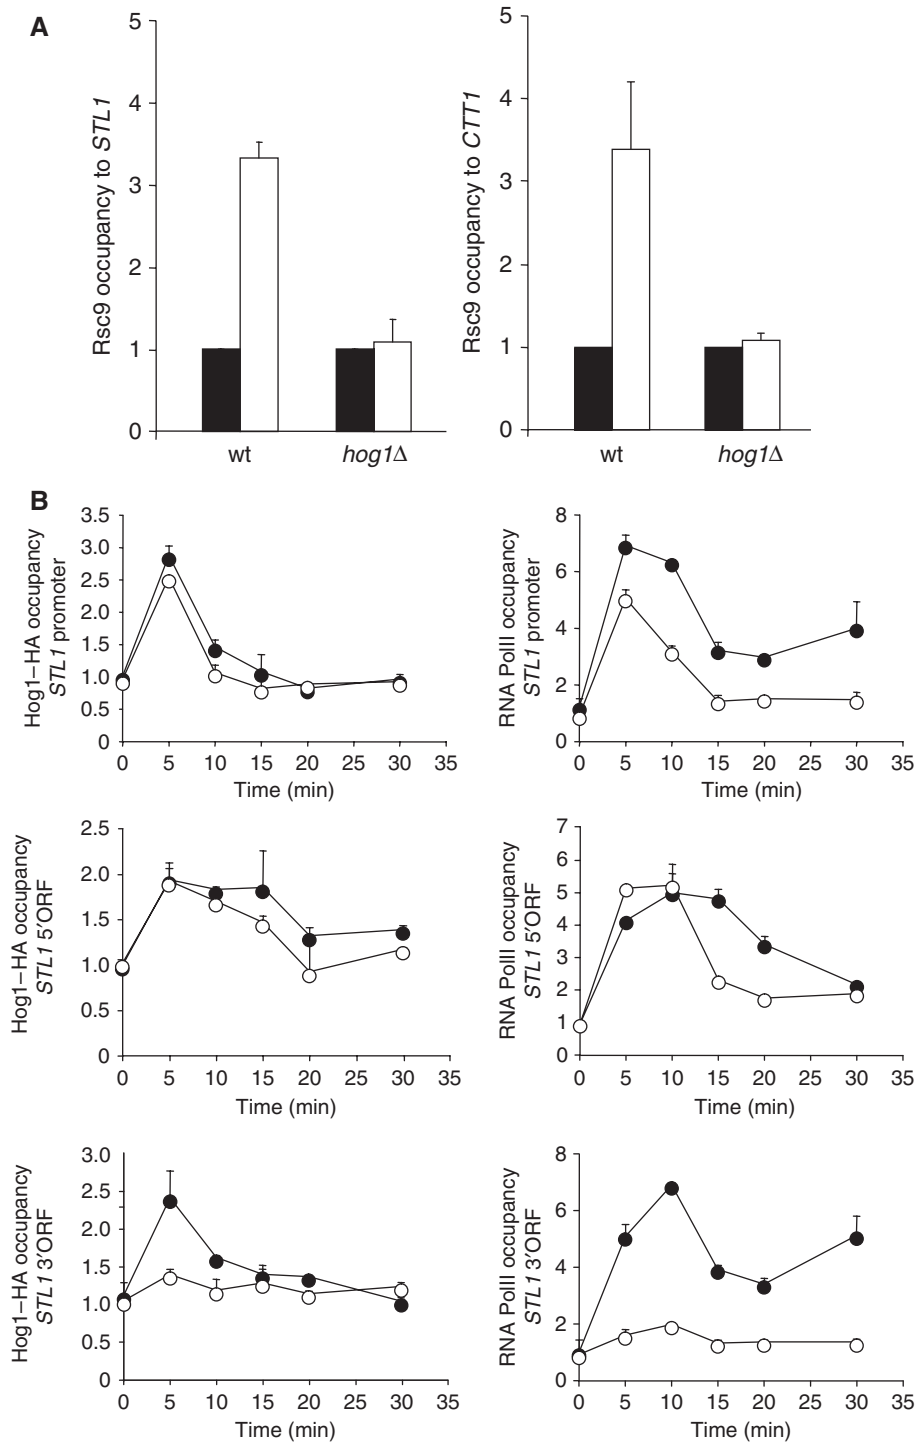 A
Rsc9 occupancy to STL1
5
4
3
2
1
0
wt
hog1Δ
Rsc9 occupancy to CTT1
5
4
3
2
1
0
wt
hog1Δ
B
Hog1–HA occupancy
STL1 promoter
3.5
3.0
2.5
2.0
1.5
1.0
0.5
0
0 5 10 15 20 25 30 35
Time (min)
RNA PolII occupancy
STL1 promoter
8
6
4
2
0
0 5 10 15 20 25 30 35
Time (min)
Hog1–HA occupancy
STL1 5′ORF
2.5
2.0
1.5
1.0
0.5
0
0 5 10 15 20 25 30 35
Time (min)
RNA PolII occupancy
STL1 5′ORF
7
6
5
4
3
2
1
0
0 5 10 15 20 25 30 35
Time (min)
Hog1–HA occupancy
STL1 3′ORF
3.0
2.5
2.0
1.5
1.0
0.5
0
0 5 10 15 20 25 30 35
Time (min)
RNA PolII occupancy
STL1 3′ORF
8
6
4
2
0
0 5 10 15 20 25 30 35
Time (min)